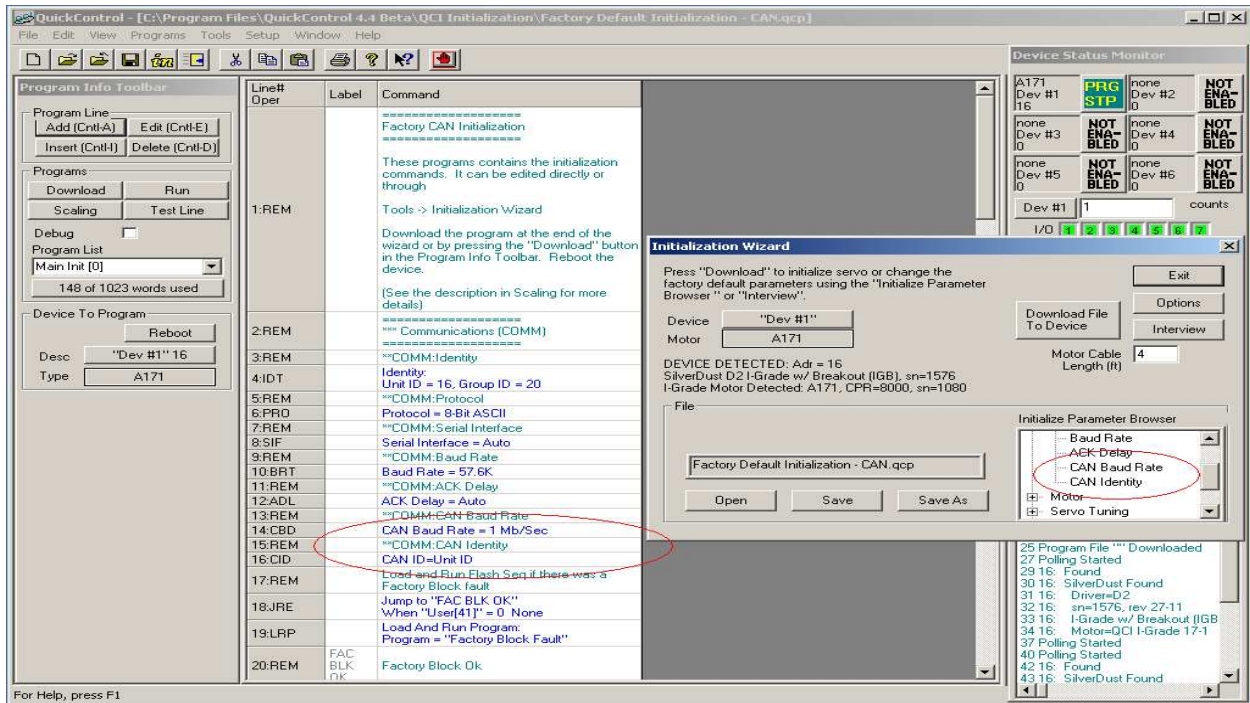 QuickControl - [C:\Program Files\QuickControl 4.4 Beta\QCI Initialization\Factory Default Initialization - CAN.qcp]
File Edit View Programs Tools Setup Window Help
Program Info Toolbar
Program Line
Add (Cntl-A) Edit (Cntl-E)
Insert (Cntl-I) Delete (Cntl-D)
Programs
Download Run
Scaling Test Line
Debug
Program List
Main Init [0]
148 of 1023 words used
Device To Program
Reboot
Desc "Dev #1" 16
Type A171
Line# Oper Label Command
1:REM
===================
Factory CAN Initialization
===================
These programs contains the initialization
commands. It can be edited directly or
through
Tools -> Initialization Wizard
Download the program at the end of the
wizard or by pressing the "Download" button
in the Program Info Toolbar. Reboot the
device.
(See the description in Scaling for more
details)
2:REM
===================
*** Communications (COMM)
===================
3:REM **COMM:Identity
4:IDT Identity:
Unit ID = 16, Group ID = 20
5:REM **COMM:Protocol
6:PRO Protocol = 8-Bit ASCII
7:REM **COMM:Serial Interface
8:SIF Serial Interface = Auto
9:REM **COMM:Baud Rate
10:BRT Baud Rate = 57.6K
11:REM **COMM:ACK Delay
12:ADL ACK Delay = Auto
13:REM **COMM:CAN Baud Rate
14:CBD CAN Baud Rate = 1 Mb/Sec
15:REM **COMM:CAN Identity
16:CID CAN ID=Unit ID
17:REM Load and Run Flash Seq if there was a
Factory Block fault
18:JRE Jump to "FAC BLK OK"
When "User[41]" = 0 None
19:LRP Load And Run Program:
Program = "Factory Block Fault"
20:REM FAC BLK OK Factory Block Ok
Device Status Monitor
A171 Dev #1 16 PRG STP none Dev #2 0 NOT ENA-BLED
none Dev #3 0 NOT ENA-BLED none Dev #4 0 NOT ENA-BLED
none Dev #5 0 NOT ENA-BLED none Dev #6 0 NOT ENA-BLED
Dev #1 1 counts
I/O 1 2 3 4 5 6 7
Initialization Wizard
Press "Download" to initialize servo or change the
factory default parameters using the "Initialize Parameter
Browser " or "Interview".
Device "Dev #1"
Motor A171
DEVICE DETECTED: Adr = 16
SilverDust D2 I-Grade w/ Breakout (IGB), sn=1576
I-Grade Motor Detected: A171, CPR=8000, sn=1080
Download File
To Device
Exit
Options
Interview
Motor Cable
Length (ft) 4
File
Factory Default Initialization - CAN.qcp
Open Save Save As
Initialize Parameter Browser
Baud Rate
ACK Delay
CAN Baud Rate
CAN Identity
Motor
Servo Tuning
25 Program File "" Downloaded
27 Polling Started
29 16: Found
30 16: SilverDust Found
31 16: Driver=D2
32 16: sn=1576, rev 27-11
33 16: I-Grade w/ Breakout (IGB
34 16: Motor=QCI I-Grade 17-1
37 Polling Started
40 Polling Started
42 16: Found
43 16: SilverDust Found
For Help, press F1